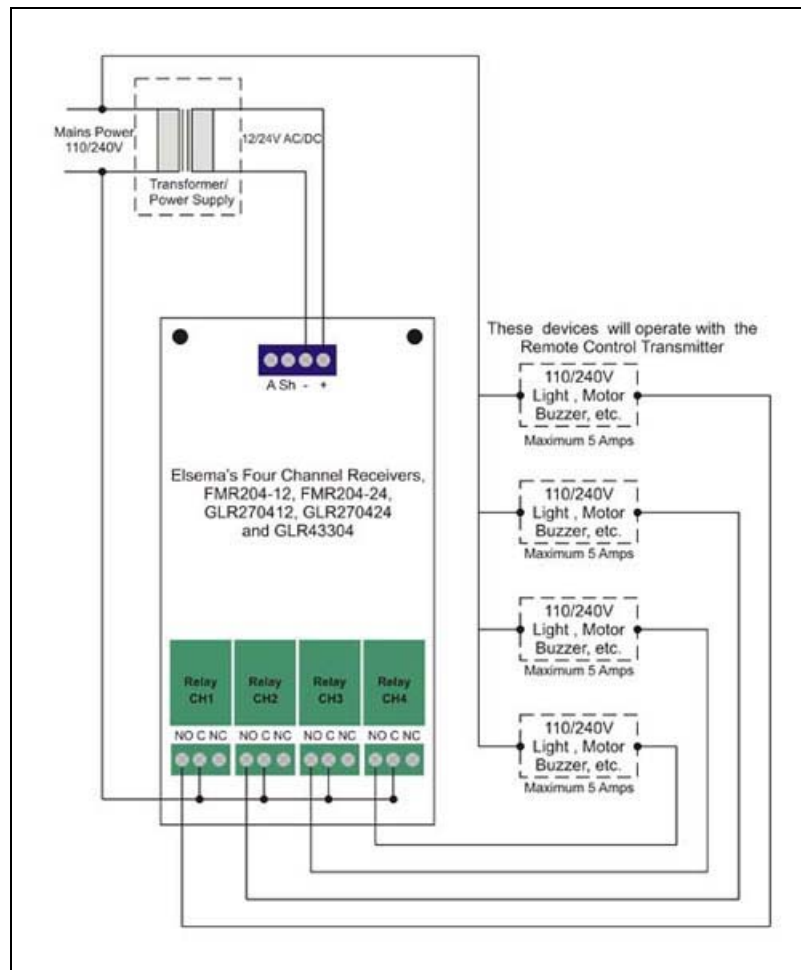 Mains Power
110/240V
12/24V AC/DC
Transformer/
Power Supply
These devices will operate with the
Remote Control Transmitter
A Sh - +
110/240V
Light , Motor
Buzzer, etc.
Maximum 5 Amps
Elsema's Four Channel Receivers,
FMR204-12, FMR204-24,
GLR270412, GLR270424
and GLR43304
110/240V
Light , Motor
Buzzer, etc.
Maximum 5 Amps
110/240V
Light , Motor
Buzzer, etc.
Maximum 5 Amps
Relay
CH1
Relay
CH2
Relay
CH3
Relay
CH4
NO C NC
NO C NC
NO C NC
NO C NC
110/240V
Light , Motor
Buzzer, etc.
Maximum 5 Amps